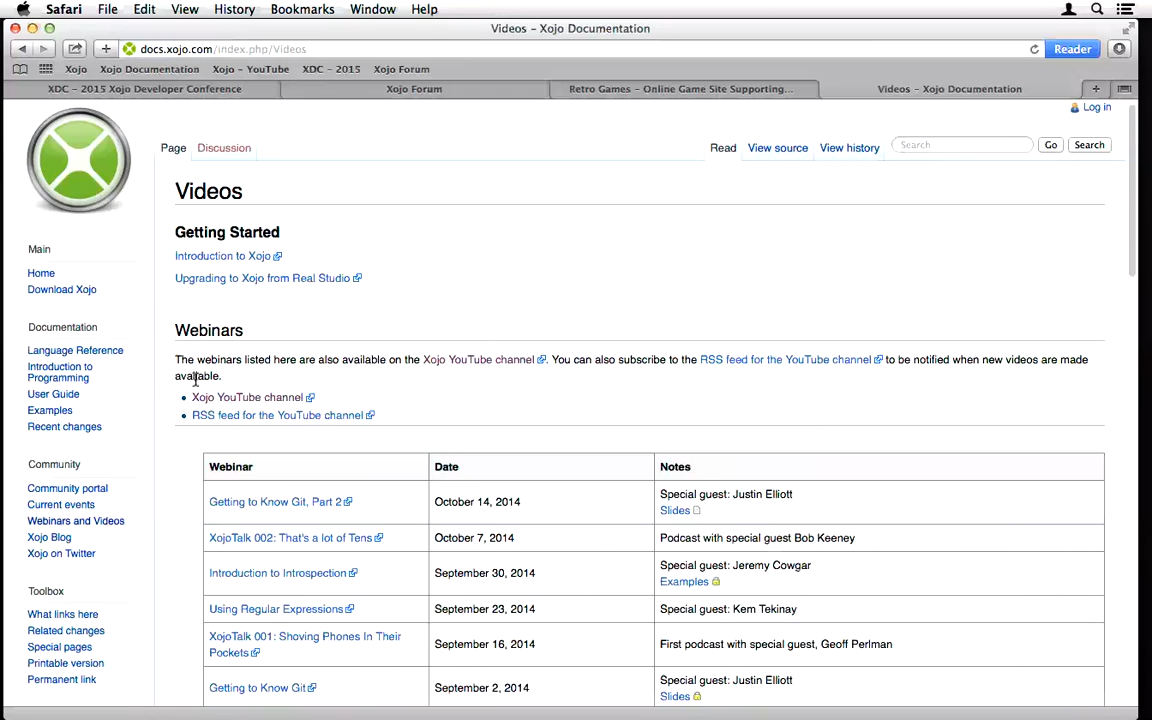 Safari File Edit View History Bookmarks Window Help
Videos – Xojo Documentation
docs.xojo.com/index.php/Videos
Reader
Xojo Xojo Documentation Xojo – YouTube XDC – 2015 Xojo Forum
XDC – 2015 Xojo Developer Conference
Xojo Forum
Retro Games – Online Game Site Supporting...
Videos – Xojo Documentation
+
Log in
Page Discussion
Read View source View history
Search
Go
Search
Videos
Getting Started
Introduction to Xojo
Upgrading to Xojo from Real Studio
Webinars
The webinars listed here are also available on the Xojo YouTube channel. You can also subscribe to the RSS feed for the YouTube channel to be notified when new videos are made
available.
• Xojo YouTube channel
• RSS feed for the YouTube channel
Webinar Date Notes
Getting to Know Git, Part 2 October 14, 2014 Special guest: Justin Elliott
Slides
XojoTalk 002: That's a lot of Tens October 7, 2014 Podcast with special guest Bob Keeney
Introduction to Introspection September 30, 2014 Special guest: Jeremy Cowgar
Examples
Using Regular Expressions September 23, 2014 Special guest: Kem Tekinay
XojoTalk 001: Shoving Phones In Their
Pockets September 16, 2014 First podcast with special guest, Geoff Perlman
Getting to Know Git September 2, 2014 Special guest: Justin Elliott
Slides
Main
Home
Download Xojo
Documentation
Language Reference
Introduction to
Programming
User Guide
Examples
Recent changes
Community
Community portal
Current events
Webinars and Videos
Xojo Blog
Xojo on Twitter
Toolbox
What links here
Related changes
Special pages
Printable version
Permanent link